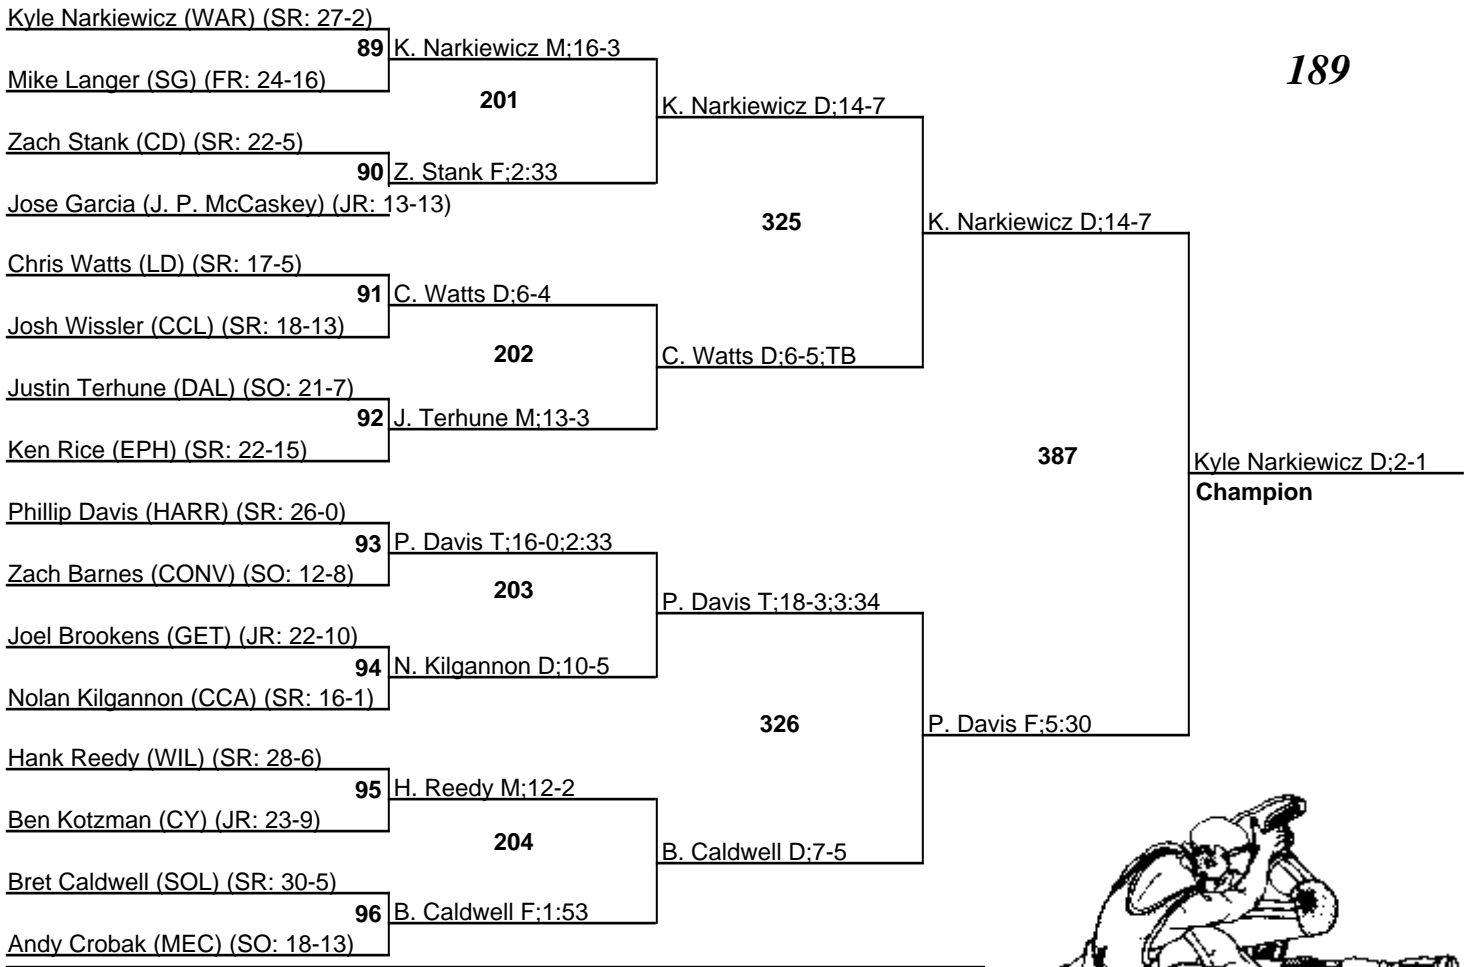 Kyle Narkiewicz (WAR) (SR: 27-2)
89 K. Narkiewicz M;16-3
189
Mike Langer (SG) (FR: 24-16)
201
K. Narkiewicz D;14-7
Zach Stank (CD) (SR: 22-5)
90 Z. Stank F;2:33
Jose Garcia (J. P. McCaskey) (JR: 13-13)
325
K. Narkiewicz D;14-7
Chris Watts (LD) (SR: 17-5)
91 C. Watts D;6-4
Josh Wissler (CCL) (SR: 18-13)
202
C. Watts D;6-5;TB
Justin Terhune (DAL) (SO: 21-7)
92 J. Terhune M;13-3
Ken Rice (EPH) (SR: 22-15)
387
Kyle Narkiewicz D;2-1
Champion
Phillip Davis (HARR) (SR: 26-0)
93 P. Davis T;16-0;2:33
Zach Barnes (CONV) (SO: 12-8)
203
P. Davis T;18-3;3:34
Joel Brookens (GET) (JR: 22-10)
94 N. Kilgannon D;10-5
Nolan Kilgannon (CCA) (SR: 16-1)
326
P. Davis F;5:30
Hank Reedy (WIL) (SR: 28-6)
95 H. Reedy M;12-2
Ben Kotzman (CY) (JR: 23-9)
204
B. Caldwell D;7-5
Bret Caldwell (SOL) (SR: 30-5)
96 B. Caldwell F;1:53
Andy Crobak (MEC) (SO: 18-13)